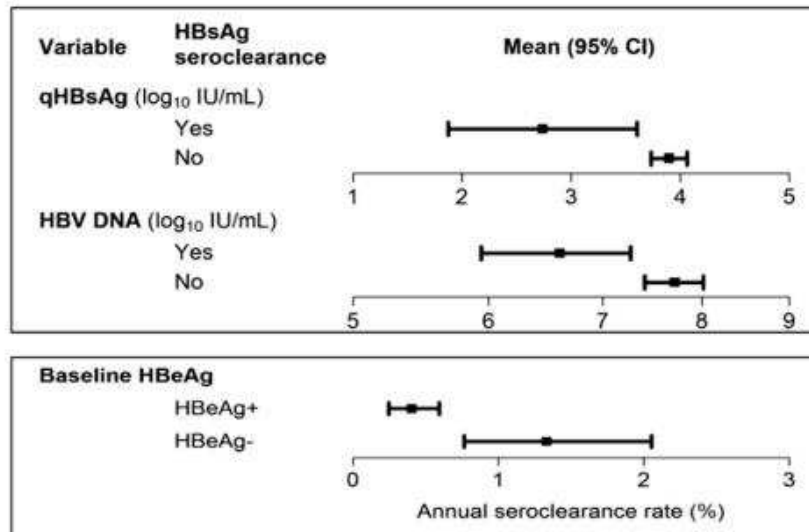 Variable HBsAg seroclearance Mean (95% CI)
qHBsAg (log₁₀ IU/mL)
Yes
No
1 2 3 4 5
HBV DNA (log₁₀ IU/mL)
Yes
No
5 6 7 8 9
Baseline HBeAg
HBeAg+
HBeAg-
0 1 2 3
Annual seroclearance rate (%)